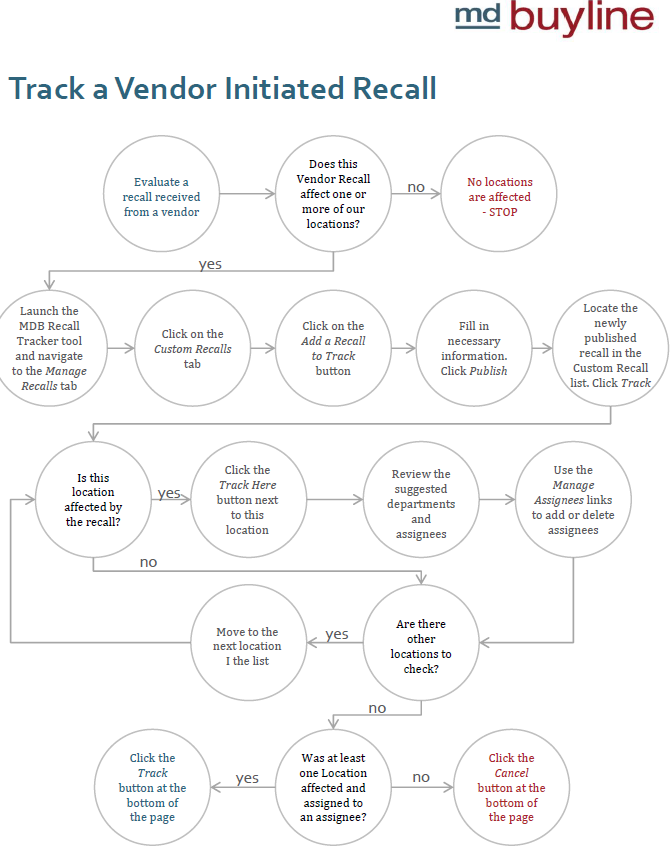 md buyline
Track a Vendor Initiated Recall
Evaluate a
recall received
from a vendor
Does this
Vendor Recall
affect one or
more of our
locations?
no
No locations
are affected
- STOP
yes
Launch the
MDB Recall
Tracker tool
and navigate
to the Manage
Recalls tab
Click on the
Custom Recalls
tab
Click on the
Add a Recall
to Track
button
Fill in
necessary
information.
Click Publish
Locate the
newly
published
recall in the
Custom Recall
list. Click Track
Is this
location
affected by
the recall?
yes
Click the
Track Here
button next
to this
location
Review the
suggested
departments
and
assignees
Use the
Manage
Assignees links
to add or delete
assignees
no
Move to the
next location
I the list
yes
Are there
other
locations to
check?
no
Click the
Track
button at the
bottom of
the page
yes
Was at least
one Location
affected and
assigned to
an assignee?
no
Click the
Cancel
button at the
bottom of
the page